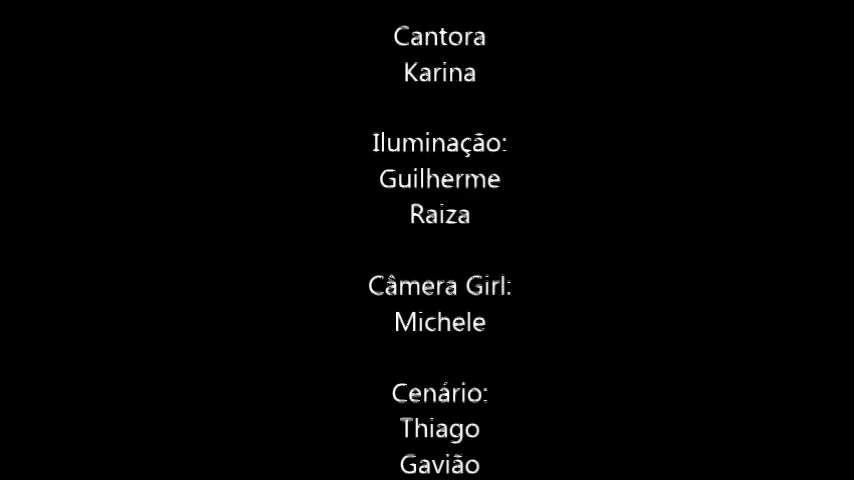 Cantora
Karina
Iluminação:
Guilherme
Raiza
Câmera Girl:
Michele
Cenário:
Thiago
Gavião